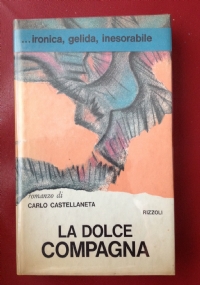 ...ironica, gelida, inesorabile
romanzo di
CARLO CASTELLANETA
RIZZOLI
LA DOLCE
COMPAGNA